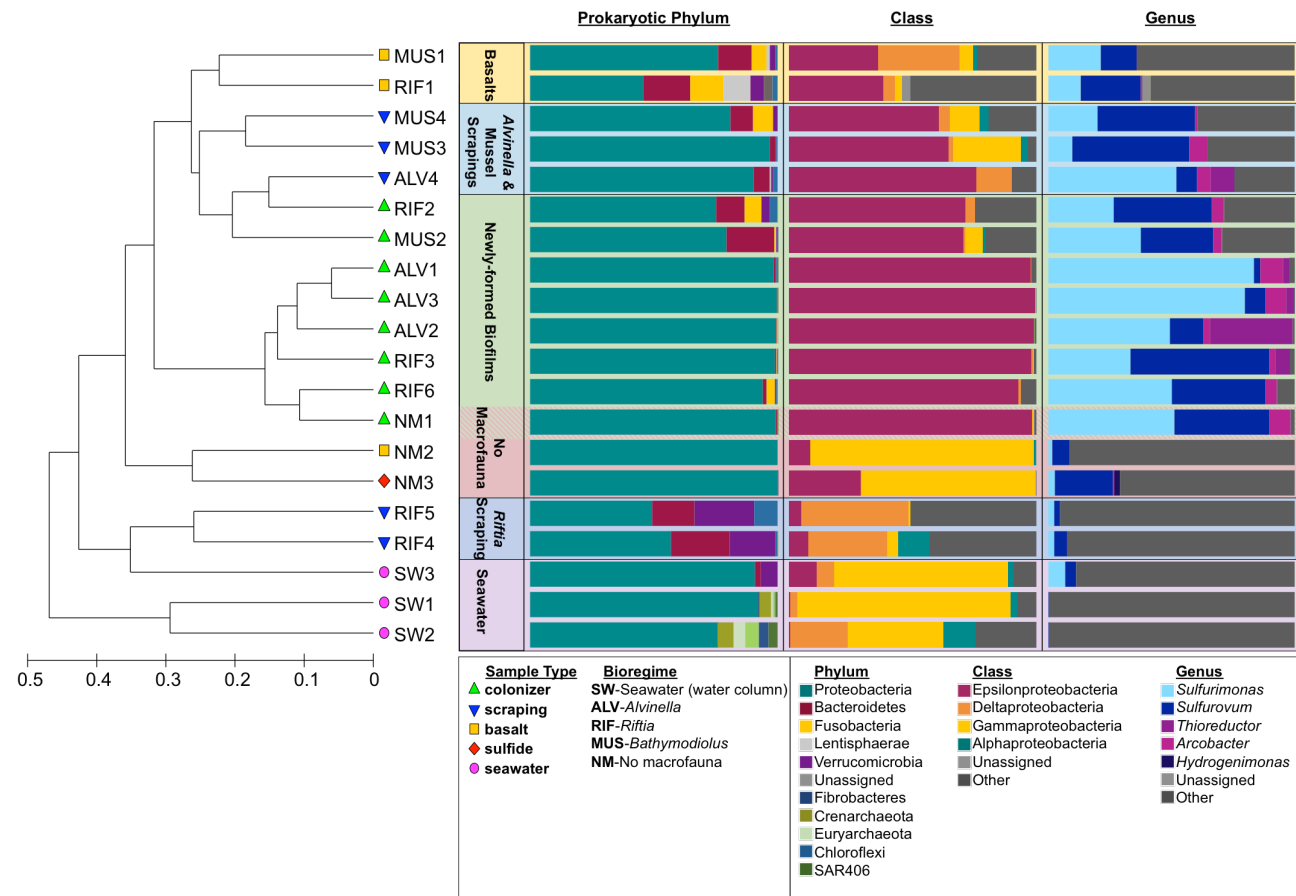 Prokaryotic Phylum
Class
Genus
MUS1
RIF1
MUS4
MUS3
ALV4
RIF2
MUS2
ALV1
ALV3
ALV2
RIF3
RIF6
NM1
NM2
NM3
RIF5
RIF4
SW3
SW1
SW2
Basalts
Alvinella &
Mussel
Scrapings
Newly-formed Biofilms
No
Macrofauna
Riftia
Scraping
Seawater
0.5 0.4 0.3 0.2 0.1 0
Sample Type
colonizer
scraping
basalt
sulfide
seawater
Bioregime
SW-Seawater (water column)
ALV-Alvinella
RIF-Riftia
MUS-Bathymodiolus
NM-No macrofauna
Phylum
Proteobacteria
Bacteroidetes
Fusobacteria
Lentisphaerae
Verrucomicrobia
Unassigned
Fibrobacteres
Crenarchaeota
Euryarchaeota
Chloroflexi
SAR406
Class
Epsilonproteobacteria
Deltaproteobacteria
Gammaproteobacteria
Alphaproteobacteria
Unassigned
Other
Genus
Sulfurimonas
Sulfurovum
Thioreductor
Arcobacter
Hydrogenimonas
Unassigned
Other